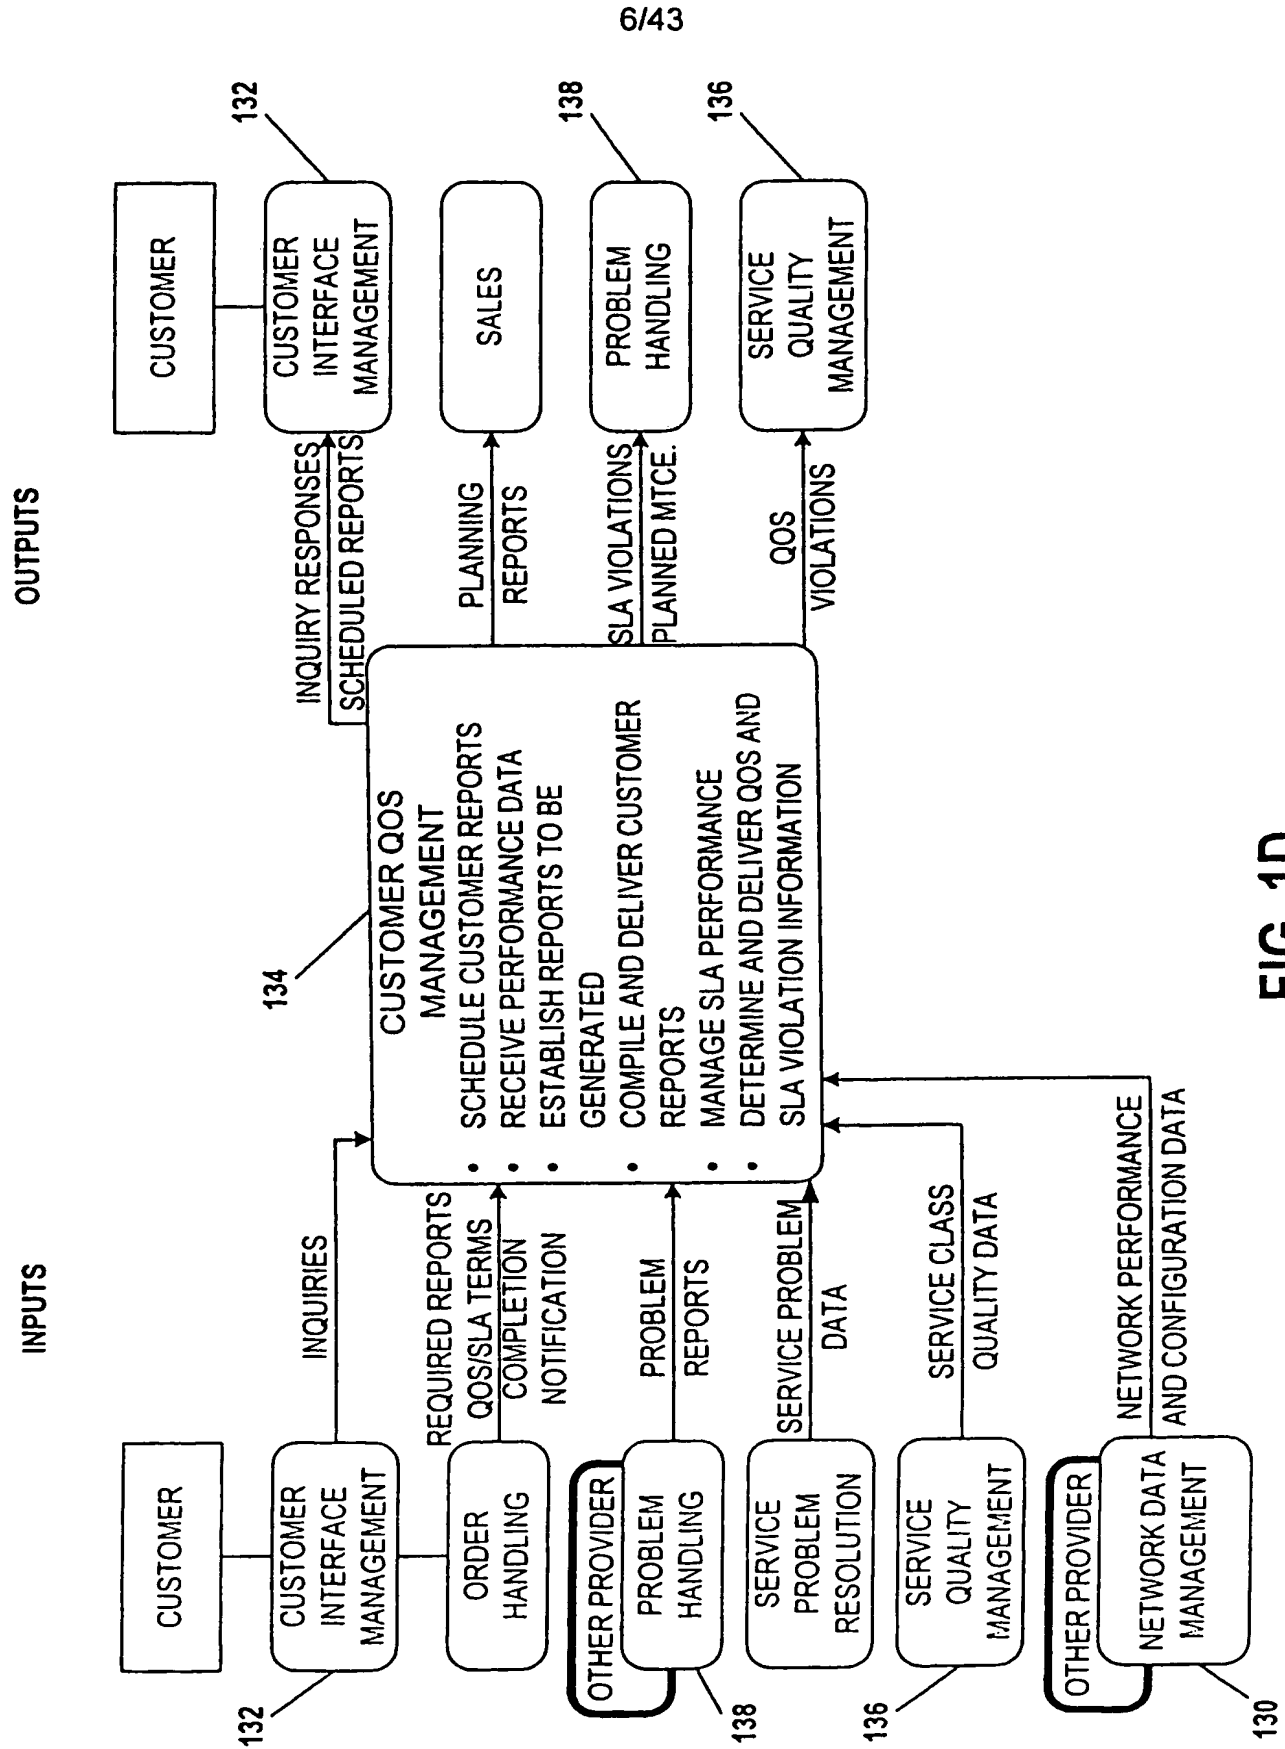 6/43
INPUTS
OUTPUTS
CUSTOMER
CUSTOMER
INTERFACE
MANAGEMENT
132
INQUIRIES
ORDER
HANDLING
REQUIRED REPORTS
QOS/SLA TERMS
COMPLETION
NOTIFICATION
OTHER PROVIDER
PROBLEM
HANDLING
138
PROBLEM
REPORTS
SERVICE
PROBLEM
RESOLUTION
SERVICE PROBLEM
DATA
SERVICE
QUALITY
MANAGEMENT
136
SERVICE CLASS
QUALITY DATA
OTHER PROVIDER
NETWORK DATA
MANAGEMENT
130
NETWORK PERFORMANCE
AND CONFIGURATION DATA
134
CUSTOMER QOS
MANAGEMENT
• SCHEDULE CUSTOMER REPORTS
• RECEIVE PERFORMANCE DATA
• ESTABLISH REPORTS TO BE
GENERATED
• COMPILE AND DELIVER CUSTOMER
REPORTS
• MANAGE SLA PERFORMANCE
• DETERMINE AND DELIVER QOS AND
SLA VIOLATION INFORMATION
INQUIRY RESPONSES
SCHEDULED REPORTS
CUSTOMER
CUSTOMER
INTERFACE
MANAGEMENT
132
PLANNING
REPORTS
SALES
SLA VIOLATIONS
PLANNED MTCE.
PROBLEM
HANDLING
138
QOS
VIOLATIONS
SERVICE
QUALITY
MANAGEMENT
136
FIG. 1D